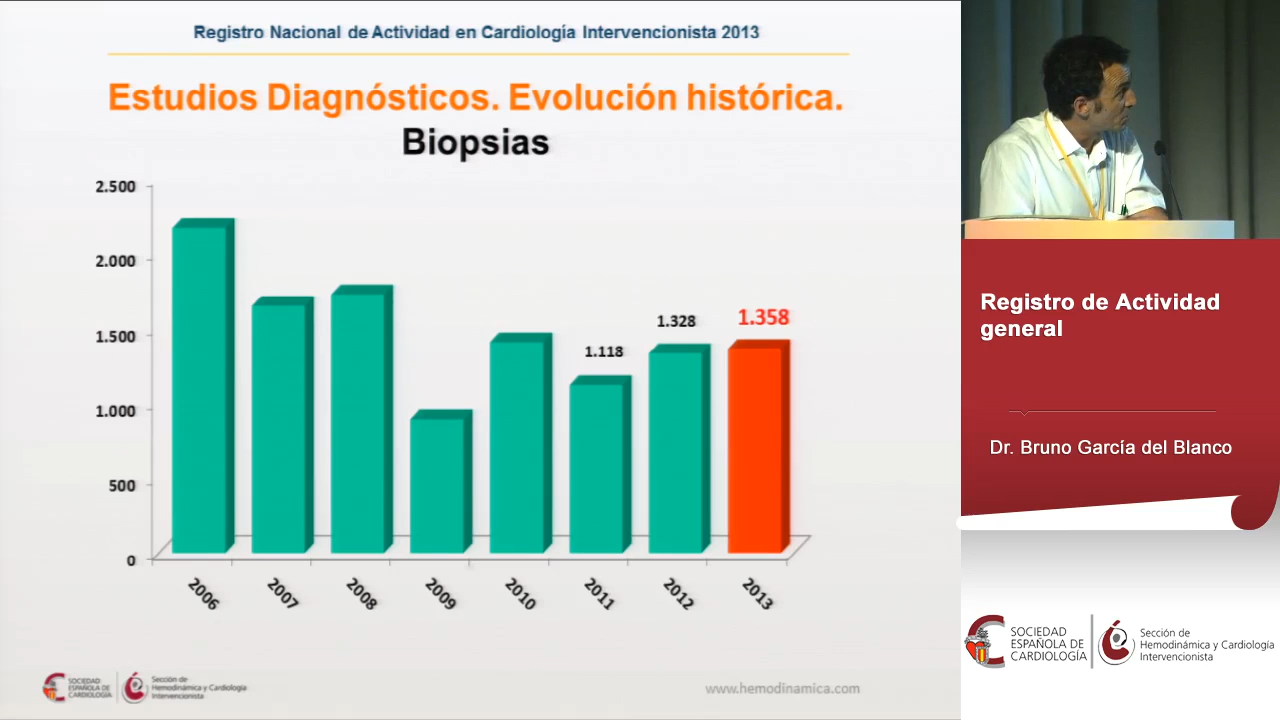 Registro Nacional de Actividad en Cardiología Intervencionista 2013
Estudios Diagnósticos. Evolución histórica.
Biopsias
2.500
2.000
1.500
1.000
500
0
1.118
1.328
1.358
2006
2007
2008
2009
2010
2011
2012
2013
SOCIEDAD
ESPAÑOLA DE
CARDIOLOGÍA
Sección de
Hemodinámica y Cardiología
Intervencionista
www.hemodinamica.com
Registro de Actividad
general
Dr. Bruno García del Blanco
SOCIEDAD
ESPAÑOLA DE
CARDIOLOGÍA
Sección de
Hemodinámica y Cardiología
Intervencionista